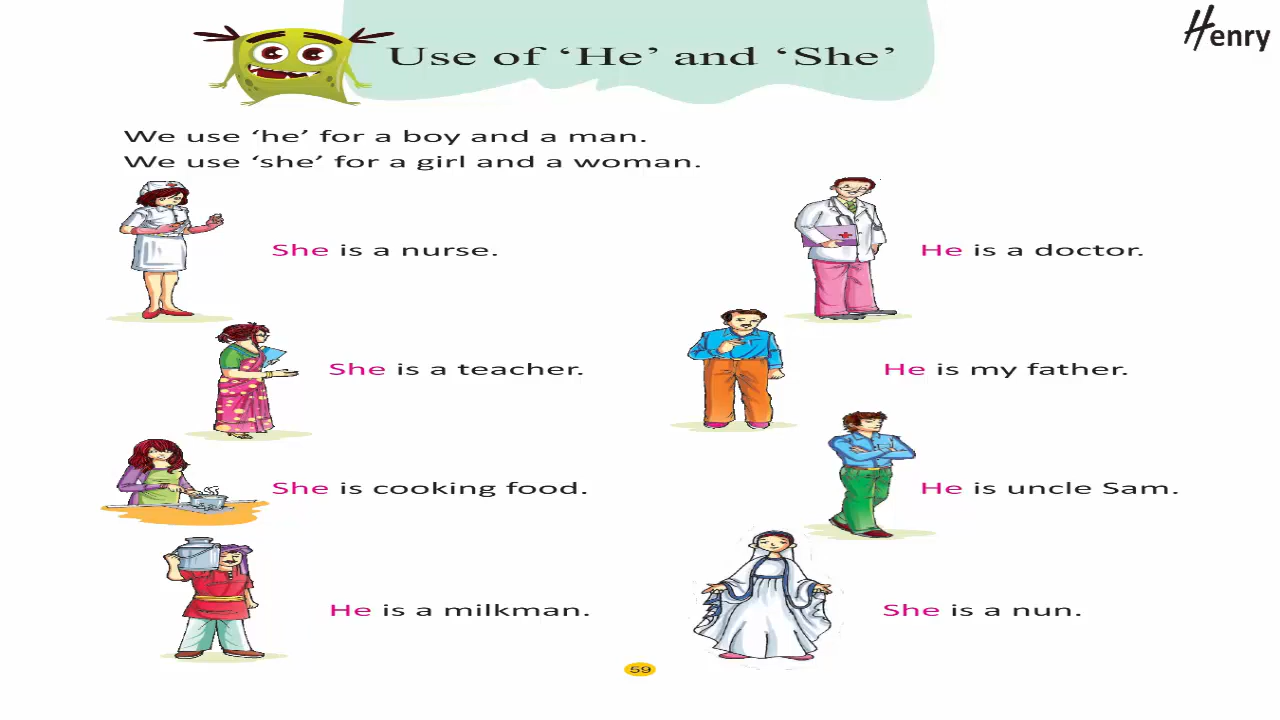 Henry
Use of ‘He’ and ‘She’
We use ‘he’ for a boy and a man.
We use ‘she’ for a girl and a woman.
She is a nurse.
He is a doctor.
She is a teacher.
He is my father.
She is cooking food.
He is uncle Sam.
He is a milkman.
She is a nun.
59